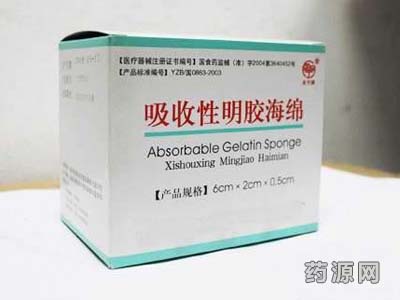 【医疗器械注册证书编号】国食药监械(准)字2004第3640452号
【产品标准编号】YZB/国0863-2003
吸收性明胶海绵
Absorbable Gelatin Sponge
Xishouxing Mingjiao Haimian
【产品规格】6cm×2cm×0.5cm
药源网